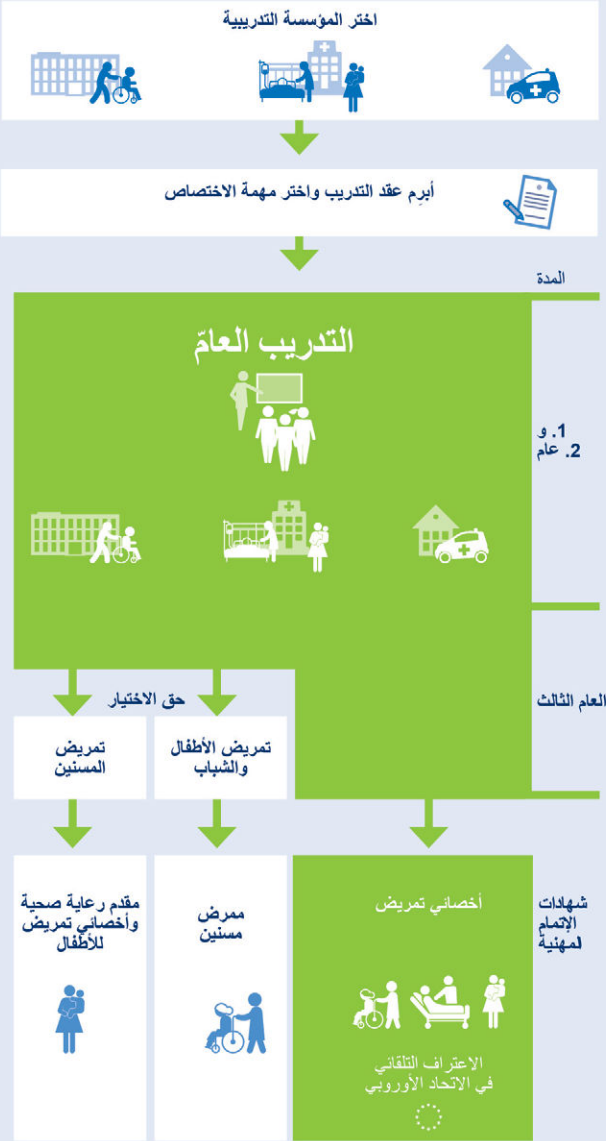 اختر المؤسسة التدريبية
أبرِم عقد التدريب واختر مهمة الاختصاص
المدة
التدريب العامّ
1. و
2. عام
العام الثالث
حق الاختيار
تمريض الأطفال
والشباب
تمريض
المسنين
شهادات
الإتمام
المهنية
أخصائي تمريض
الاعتراف التلقائي
في الاتحاد الأوروبي
ممرض
مسنين
مقدم رعاية صحية
وأخصائي تمريض
للأطفال